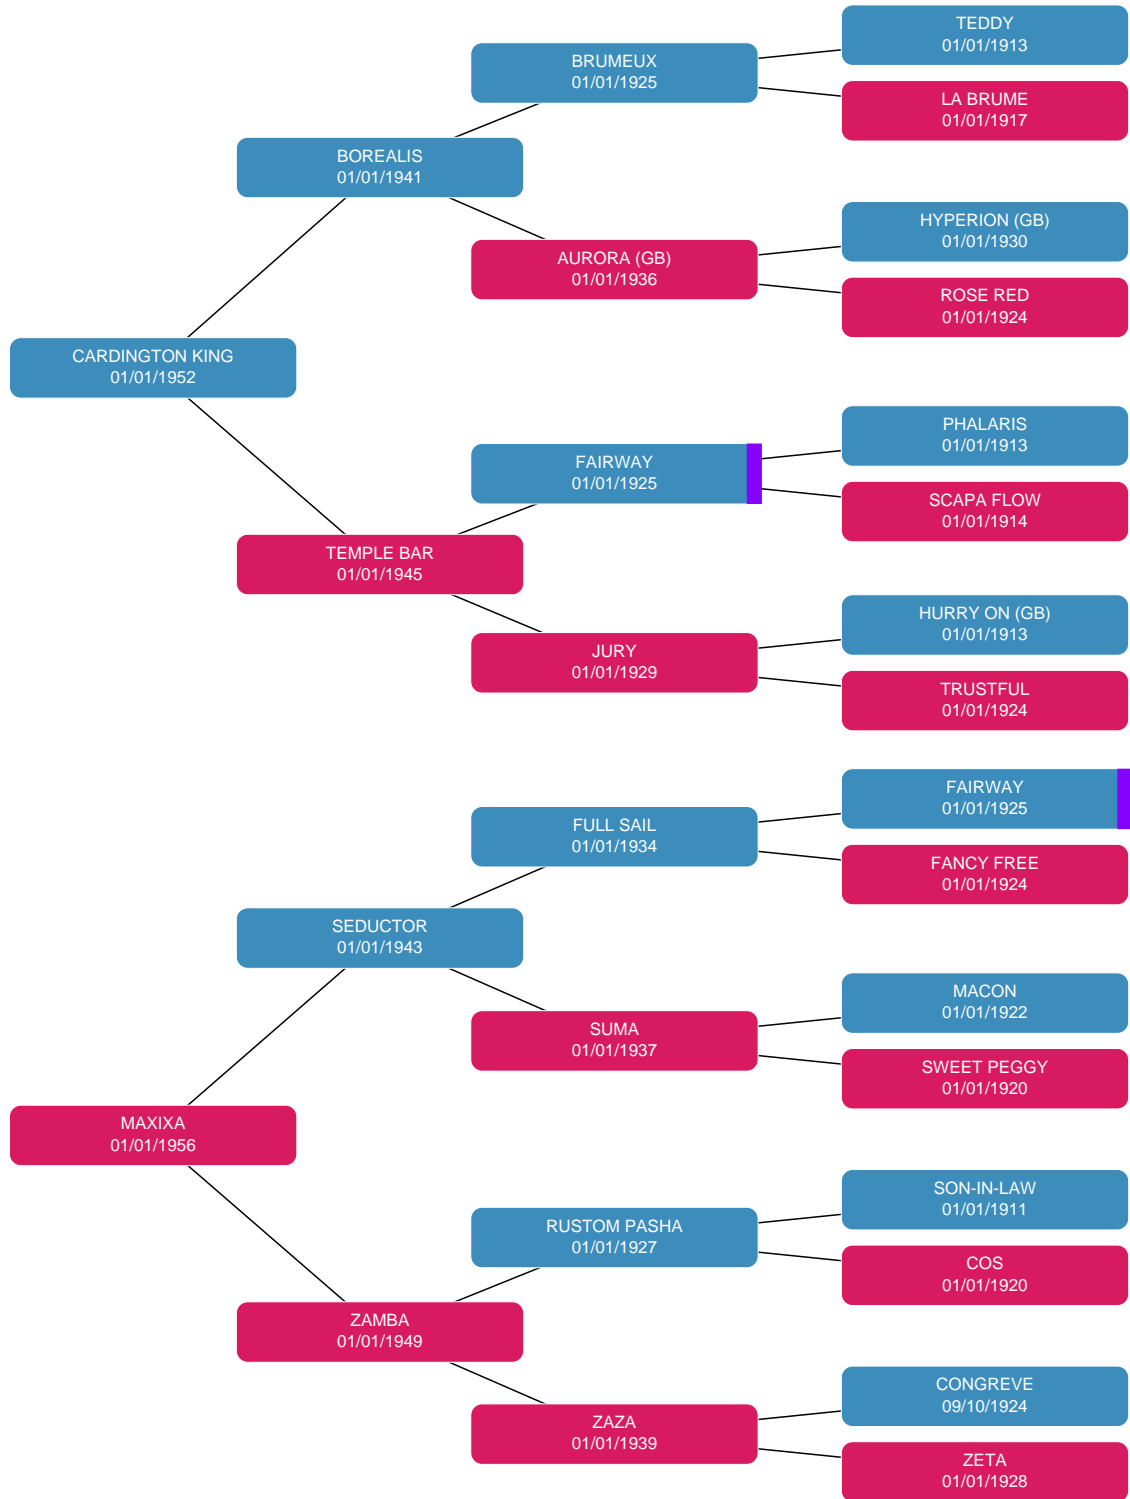 TEDDY
01/01/1913
BRUMEUX
01/01/1925
LA BRUME
01/01/1917
BOREALIS
01/01/1941
HYPERION (GB)
01/01/1930
AURORA (GB)
01/01/1936
ROSE RED
01/01/1924
CARDINGTON KING
01/01/1952
PHALARIS
01/01/1913
FAIRWAY
01/01/1925
SCAPA FLOW
01/01/1914
TEMPLE BAR
01/01/1945
HURRY ON (GB)
01/01/1913
JURY
01/01/1929
TRUSTFUL
01/01/1924
FAIRWAY
01/01/1925
FULL SAIL
01/01/1934
FANCY FREE
01/01/1924
SEDUCTOR
01/01/1943
MACON
01/01/1922
SUMA
01/01/1937
SWEET PEGGY
01/01/1920
MAXIXA
01/01/1956
SON-IN-LAW
01/01/1911
RUSTOM PASHA
01/01/1927
COS
01/01/1920
ZAMBA
01/01/1949
CONGREVE
09/10/1924
ZAZA
01/01/1939
ZETA
01/01/1928